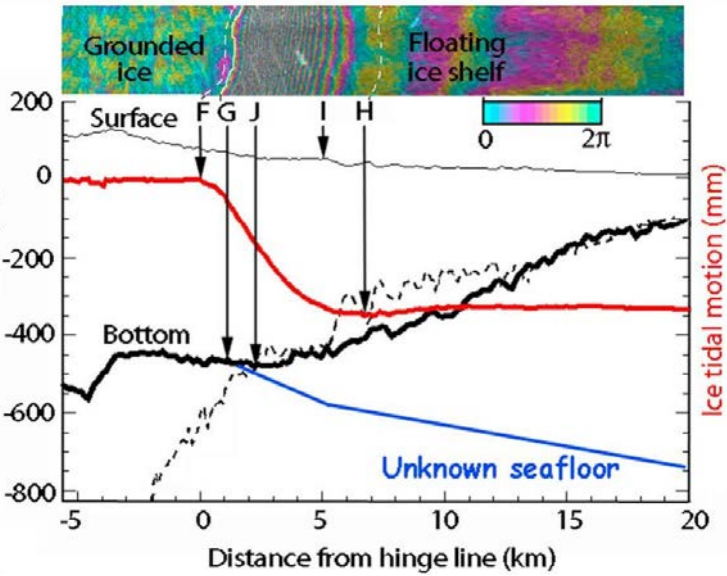 Grounded
ice
Floating
ice shelf
0 2π
F G J I H
Surface
Bottom
Unknown seafloor
200
0
-200
-400
-600
-800
-5 0 5 10 15 20
Distance from hinge line (km)
Ice tidal motion (mm)